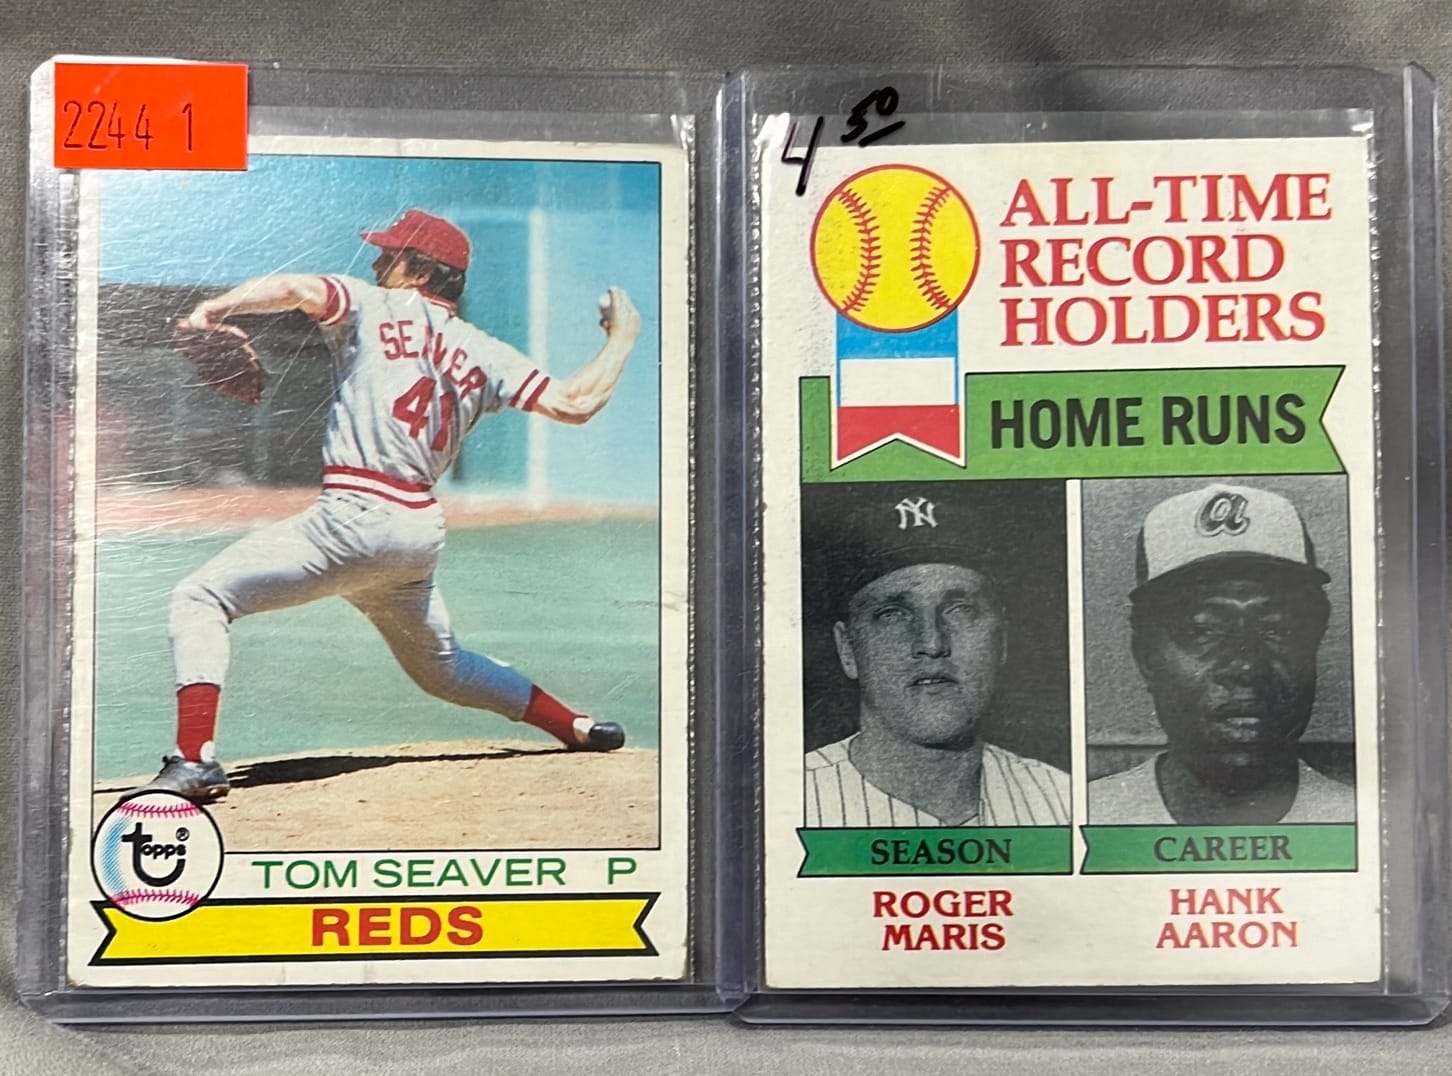 2244 1
SEAVER
41
topps®
TOM SEAVER P
REDS
4 50
ALL-TIME
RECORD
HOLDERS
HOME RUNS
NY
a
SEASON
CAREER
ROGER
MARIS
HANK
AARON